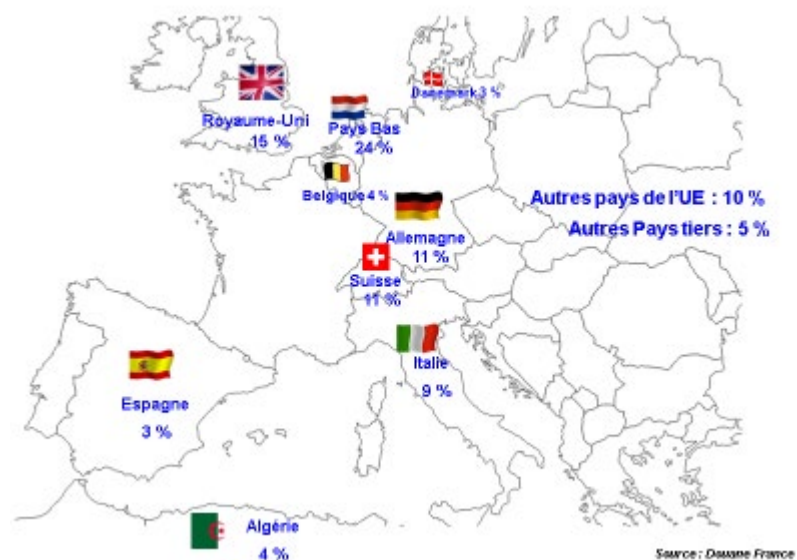 Danemark 3 %
Royaume-Uni
15 %
Pays Bas
24 %
Belgique 4 %
Autres pays de l'UE : 10 %
Autres Pays tiers : 5 %
Allemagne
11 %
Suisse
11 %
Italie
9 %
Espagne
3 %
Algérie
4 %
Source : Douane France